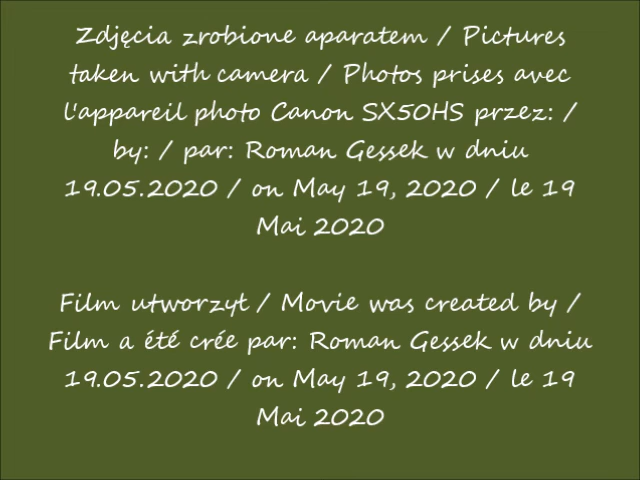 Zdjęcia zrobione aparatem / Pictures
taken with camera / Photos prises avec
l'appareil photo Canon SX50HS przez: /
by: / par: Roman Gessek w dniu
19.05.2020 / on May 19, 2020 / le 19
Mai 2020
Film utworzył / Movie was created by /
Film a été crée par: Roman Gessek w dniu
19.05.2020 / on May 19, 2020 / le 19
Mai 2020